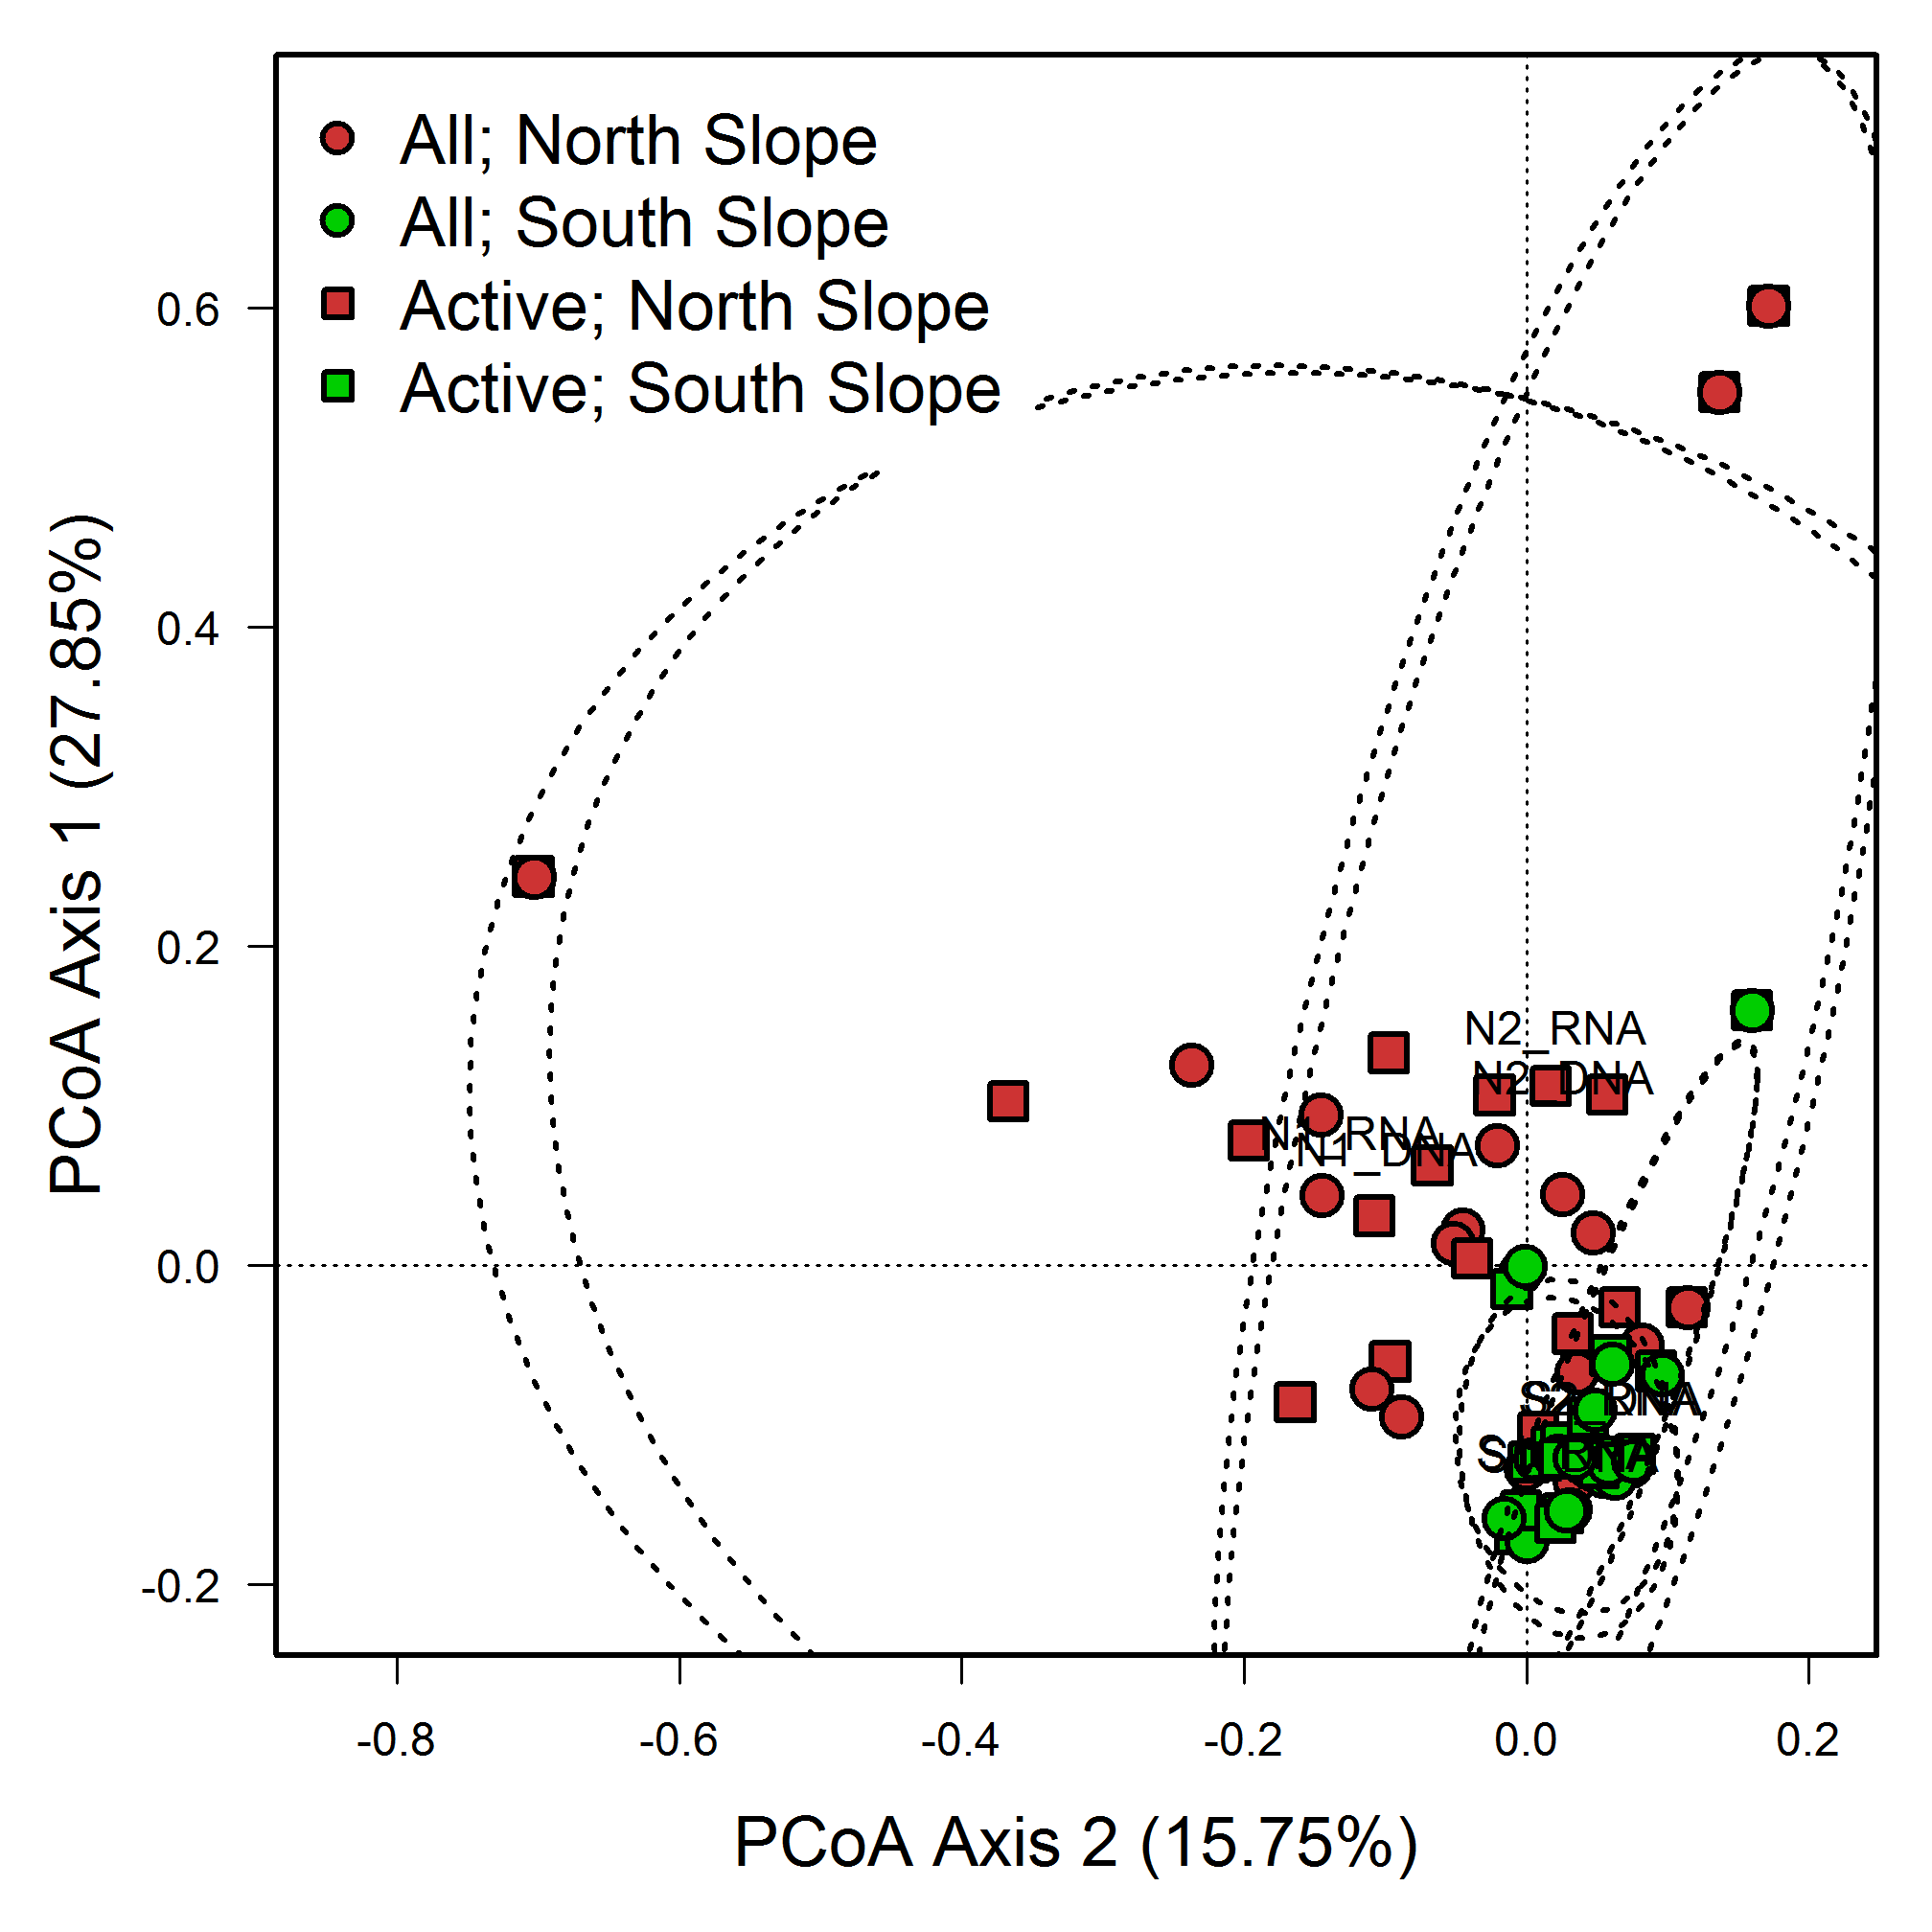 All; North Slope
All; South Slope
Active; North Slope
Active; South Slope
PCoA Axis 1 (27.85%)
0.6
0.4
0.2
0.0
-0.2
N2_RNA
N2_DNA
N1_RNA
N1_DNA
S2_RNA
-0.8
-0.6
-0.4
-0.2
0.0
0.2
PCoA Axis 2 (15.75%)